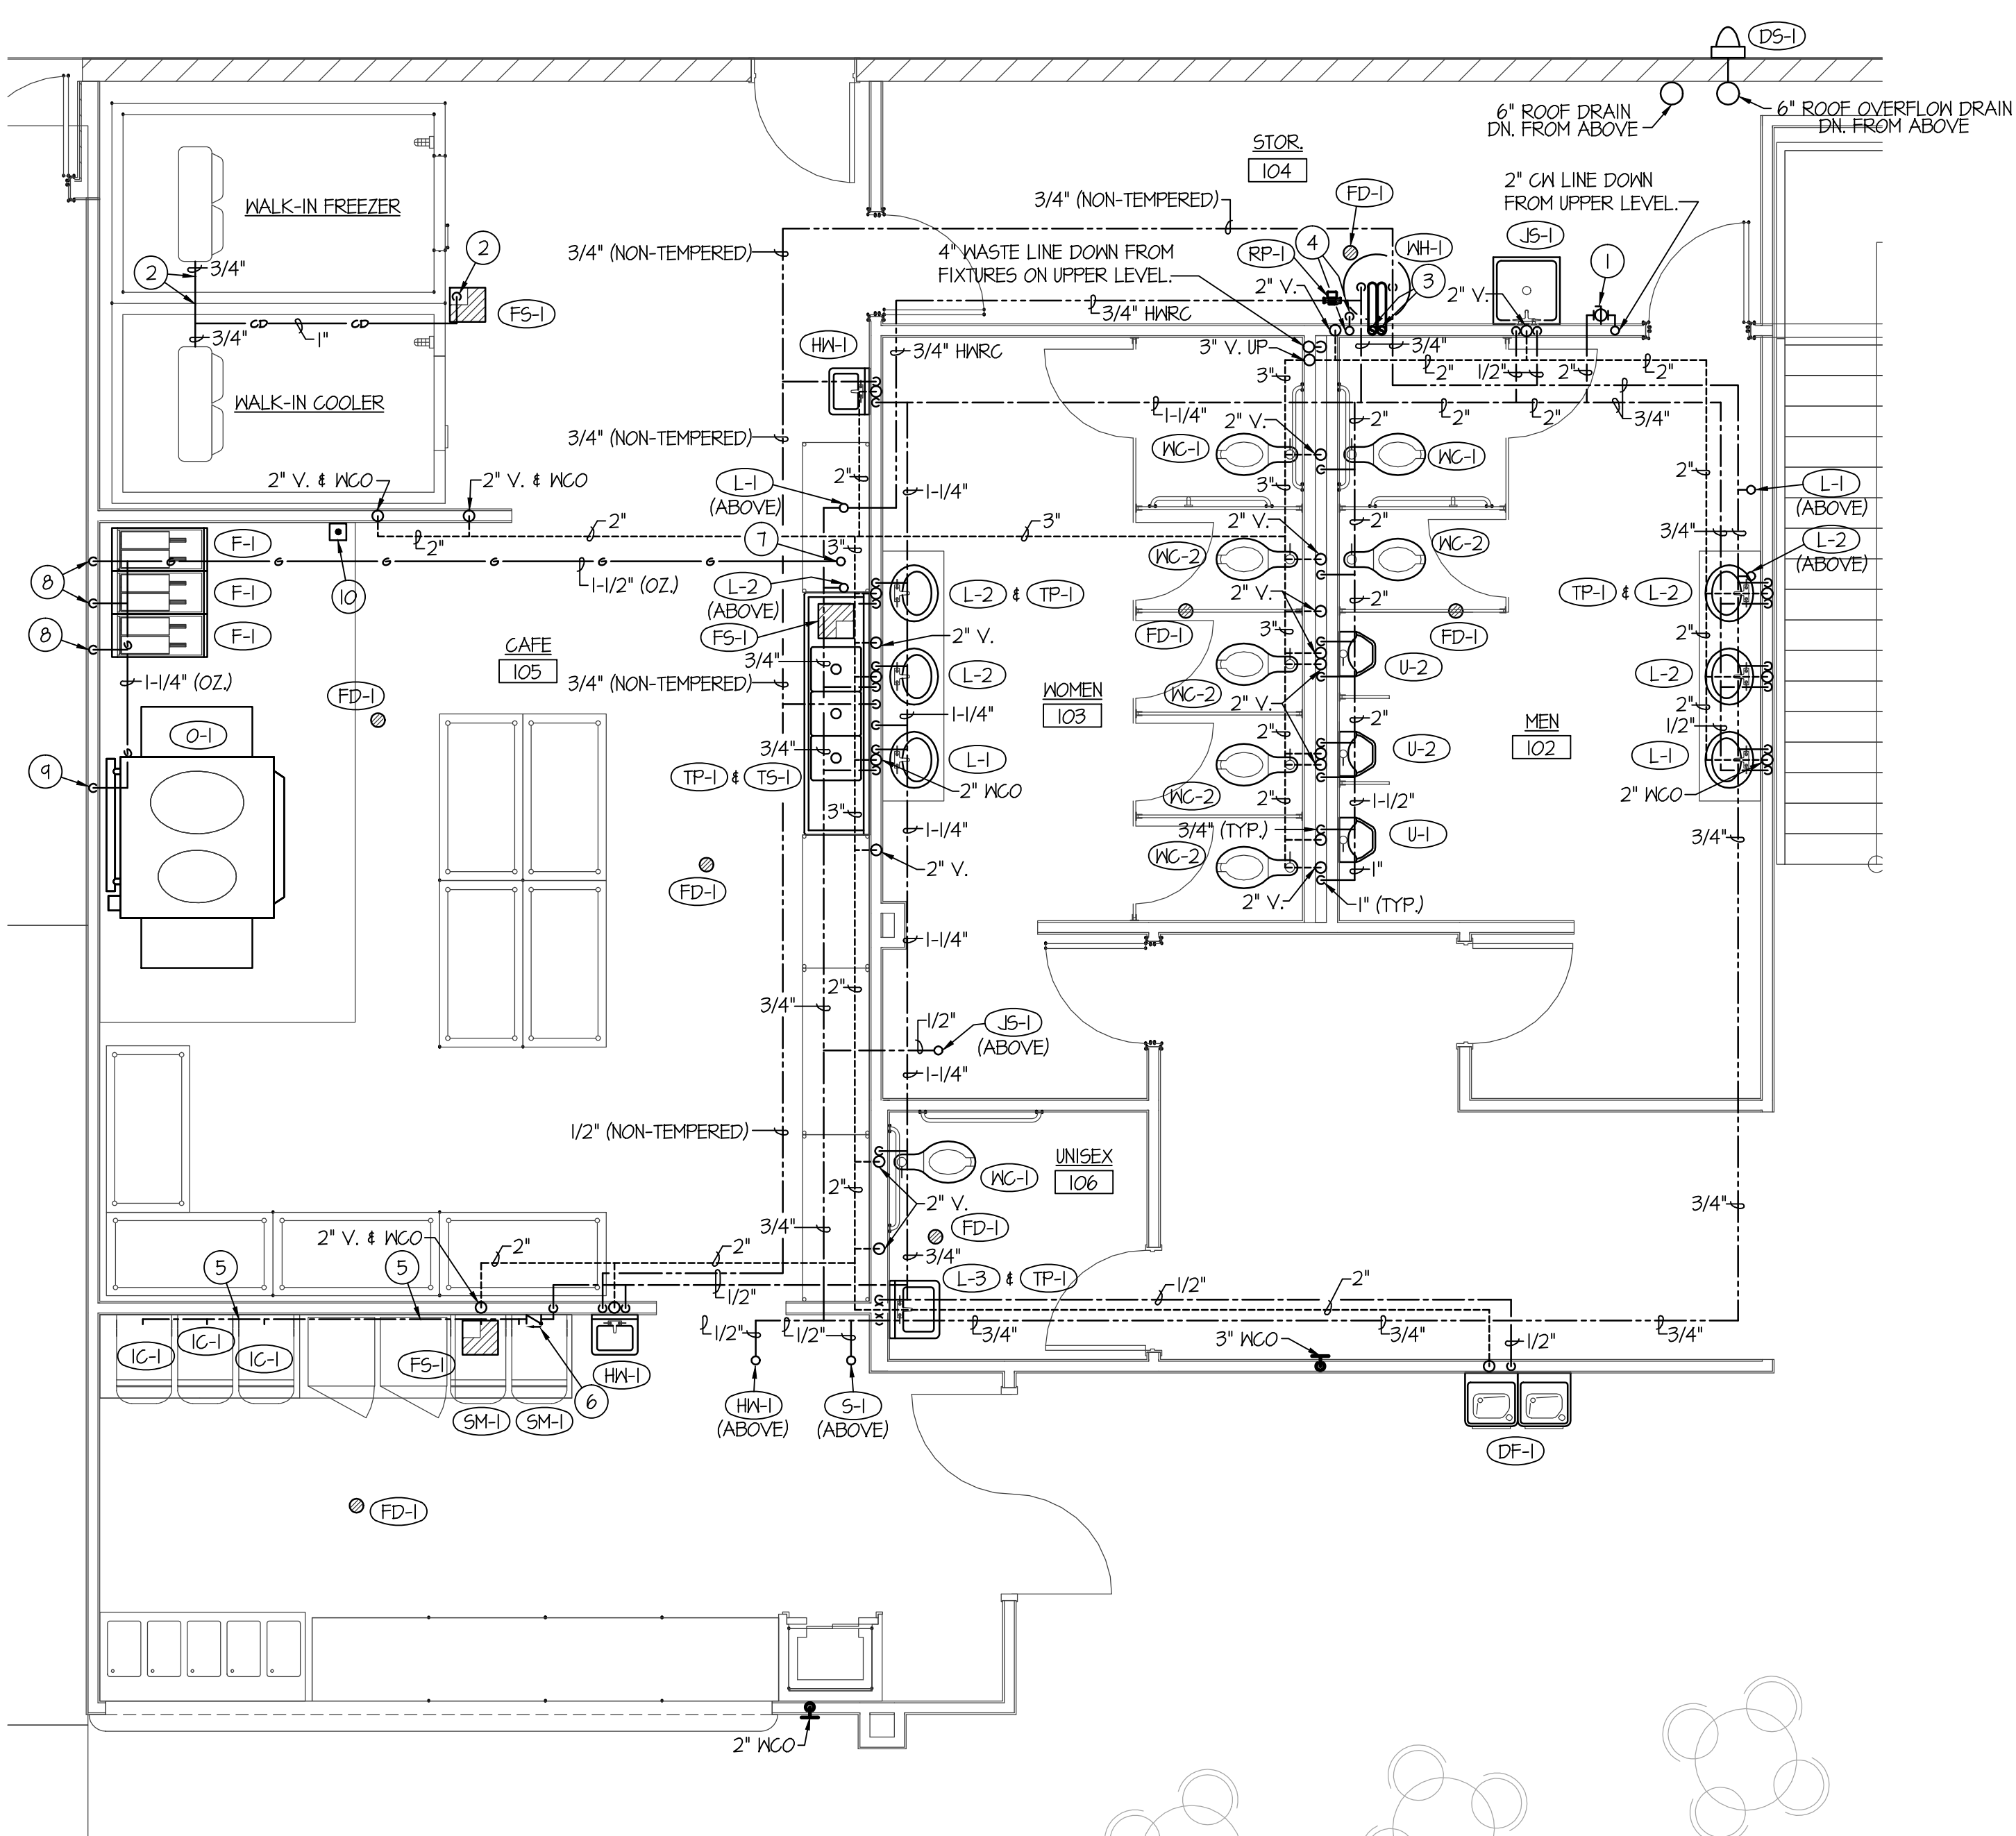 DS-1
6" ROOF DRAIN
DN. FROM ABOVE
6" ROOF OVERFLOW DRAIN
DN. FROM ABOVE
STOR.
104
2" CW LINE DOWN
FROM UPPER LEVEL.
3/4" (NON-TEMPERED)
FD-1
JS-1
WALK-IN FREEZER
2
3/4"
2
FS-1
CD
1"
CD
3/4"
WALK-IN COOLER
3/4" (NON-TEMPERED)
4" WASTE LINE DOWN FROM
FIXTURES ON UPPER LEVEL.
RP-1
4
WH-1
3
1
2" V.
2" V.
3/4" HWRC
HW-1
3/4" HWRC
3" V. UP
3/4"
3"
2"
1/2"
2"
2"
1-1/4"
2"
2"
3/4"
3/4" (NON-TEMPERED)
2" V.
2"
WC-1
WC-1
2" V. & WCO
2" V. & WCO
L-1
(ABOVE)
2"
1-1/4"
3"
2"
L-1
(ABOVE)
2"
2"
3"
3"
2" V.
2"
3/4"
L-2
(ABOVE)
F-1
F-1
F-1
8
8
G
G
G
G
G
G
G
G
1-1/2" (OZ.)
10
7
L-2
(ABOVE)
FS-1
WC-2
WC-2
L-2 & TP-1
2" V.
2"
TP-1 & L-2
FD-1
FD-1
3"
2"
CAFE
105
2" V.
3/4"
3/4" (NON-TEMPERED)
1-1/4" (OZ.)
FD-1
L-2
WOMEN
103
WC-2
U-2
L-2
2" V.
1-1/4"
2"
2"
2"
1/2"
MEN
102
O-1
3/4"
TP-1 & TS-1
L-1
U-2
L-1
9
2" WCO
WC-2
2"
1-1/2"
2" WCO
3"
1-1/4"
3/4" (TYP.)
U-1
3/4"
WC-2
FD-1
2" V.
1"
2" V.
1" (TYP.)
1-1/4"
2"
3/4"
1/2"
JS-1
(ABOVE)
1-1/4"
1/2" (NON-TEMPERED)
UNISEX
106
WC-1
2"
2" V.
3/4"
3/4"
FD-1
2" V. & WCO
2"
2"
3/4"
5
5
L-3 & TP-1
1/2"
1/2"
2"
IC-1
IC-1
IC-1
FS-1
HW-1
1/2"
1/2"
3/4"
3/4"
3/4"
3" WCO
1/2"
6
SM-1
SM-1
HW-1
(ABOVE)
S-1
(ABOVE)
DF-1
FD-1
2" WCO